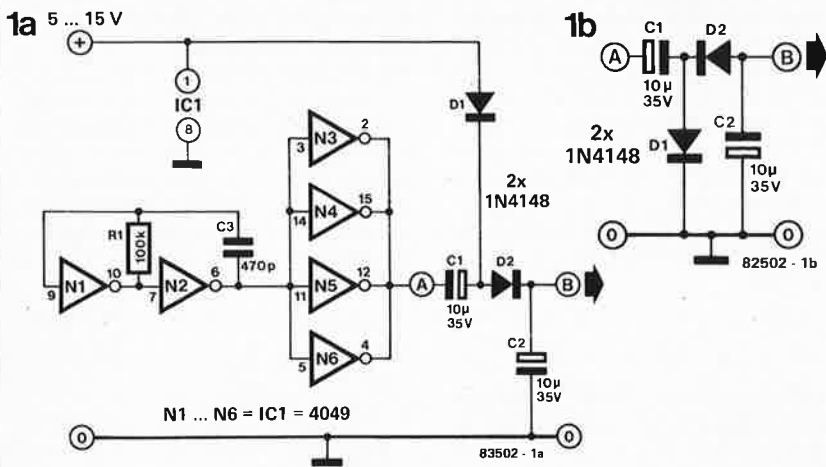 1a
5 ... 15 V
+
1
IC1
8
D1
2x
1N4148
3
N3
2
14
N4
15
11
N5
12
5
N6
4
R1
100k
C3
470p
9
N1
10
7
N2
6
A
C1
10µ
35V
D2
B
C2
10µ
35V
N1 ... N6 = IC1 = 4049
0
0
83502 - 1a
1b
A
C1
10µ
35V
D2
B
D1
C2
10µ
35V
2x
1N4148
0
0
82502 - 1b